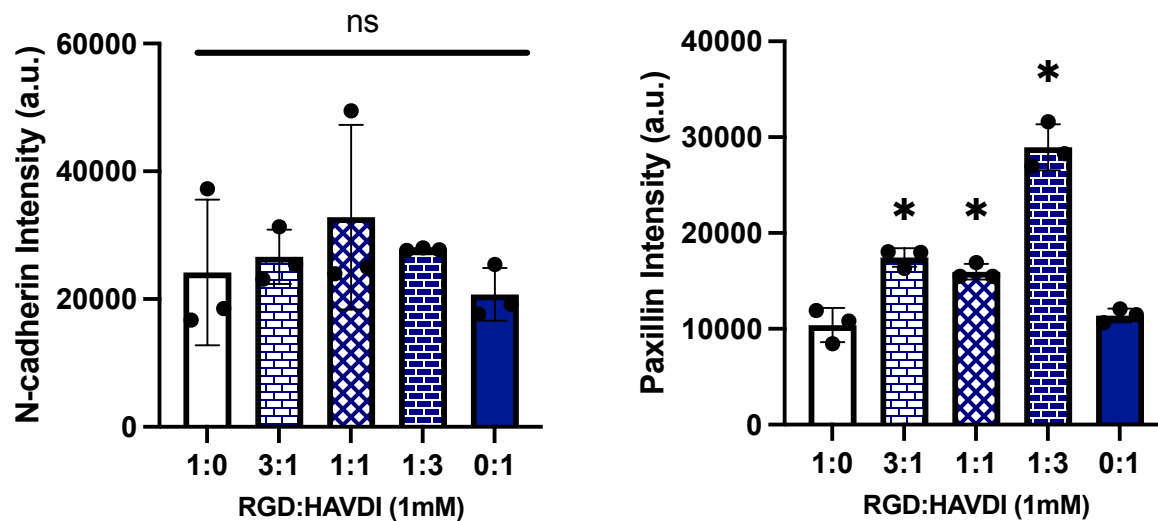 ns
N-cadherin Intensity (a.u.)
60000
40000
20000
0
1:0 3:1 1:1 1:3 0:1
RGD:HAVDI (1mM)
Paxillin Intensity (a.u.)
40000
30000
20000
10000
0
* * *
1:0 3:1 1:1 1:3 0:1
RGD:HAVDI (1mM)